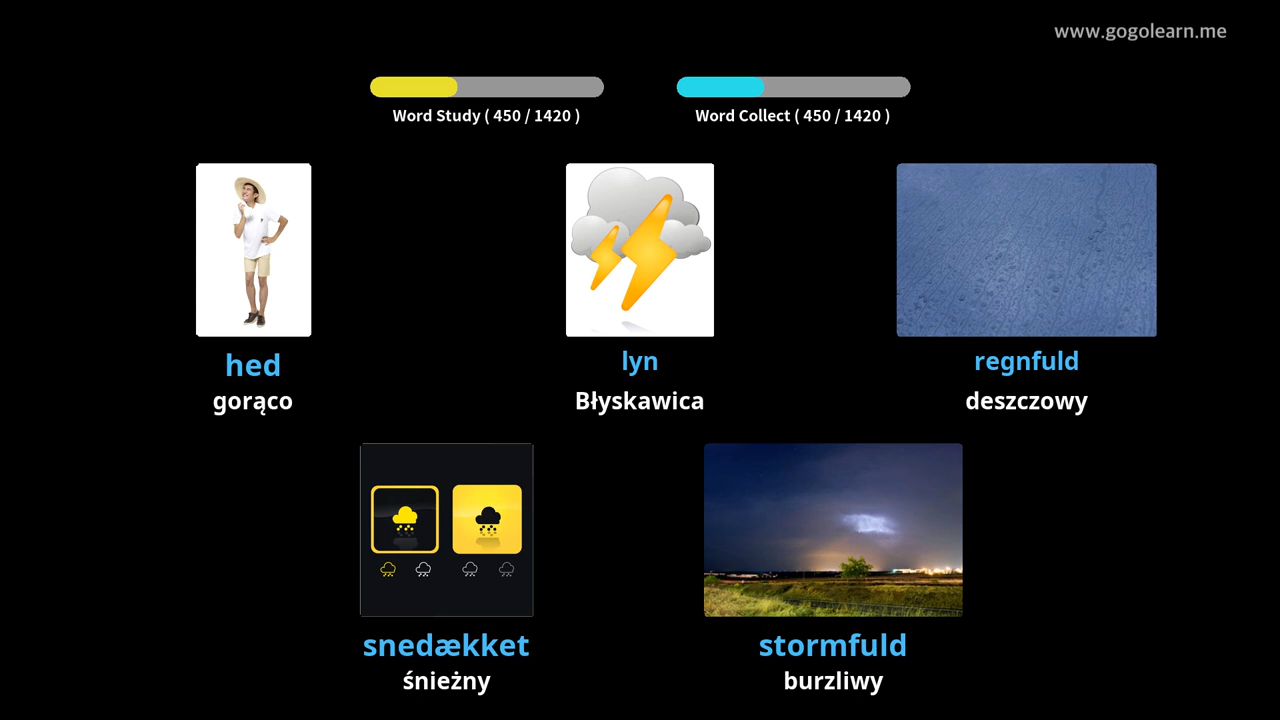 www.gogolearn.me
Word Study ( 450 / 1420 )
Word Collect ( 450 / 1420 )
hed
gorąco
lyn
Błyskawica
regnfuld
deszczowy
snedækket
śnieżny
stormfuld
burzliwy